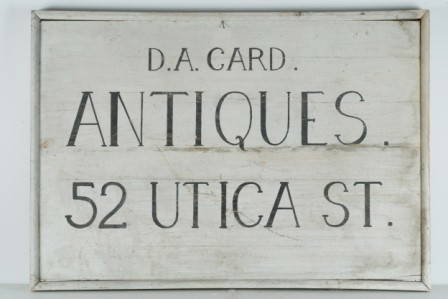 D.A. CARD.
ANTIQUES.
52 UTICA ST.